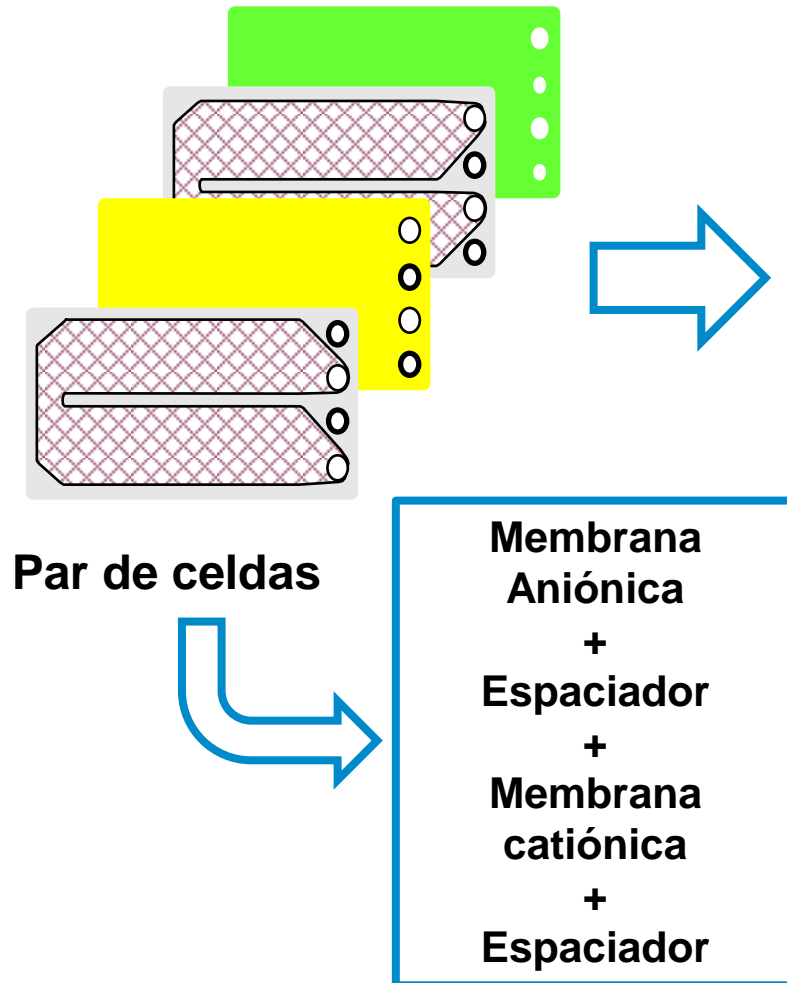 Par de celdas
Membrana
Aniónica
+
Espaciador
+
Membrana
catiónica
+
Espaciador